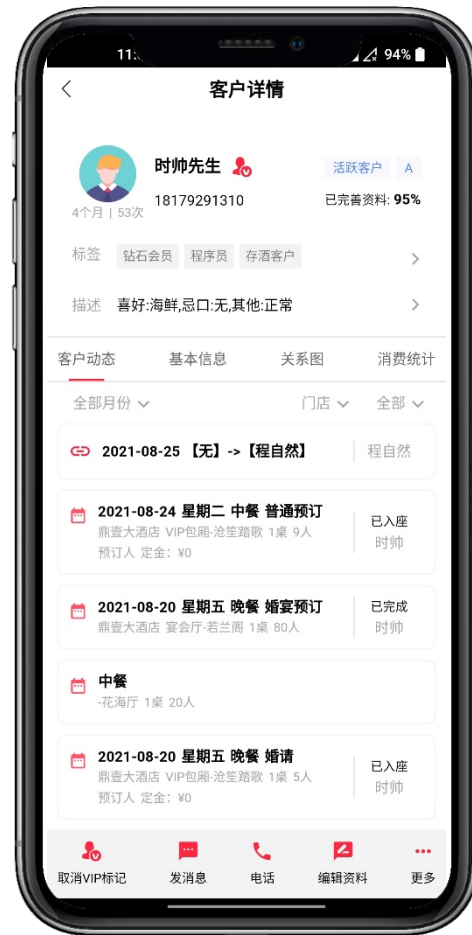 11:
94%
客户详情
时帅先生
活跃客户 A
4个月 | 53次
18179291310
已完善资料: 95%
标签 钻石会员 程序员 存酒客户
描述 喜好:海鲜,忌口:无,其他:正常
客户动态 基本信息 关系图 消费统计
全部月份 门店 全部
2021-08-25 【无】->【程自然】 程自然
2021-08-24 星期二 中餐 普通预订
鼎壹大酒店 VIP包厢-沧笙踏歌 1桌 9人
预订人 定金: ¥0
已入座
时帅
2021-08-20 星期五 晚餐 婚宴预订
鼎壹大酒店 宴会厅-若兰阁 1桌 80人
已完成
时帅
中餐
-花海厅 1桌 20人
2021-08-20 星期五 晚餐 婚请
鼎壹大酒店 VIP包厢-沧笙踏歌 1桌 5人
预订人 定金: ¥0
已入座
时帅
取消VIP标记 发消息 电话 编辑资料 更多